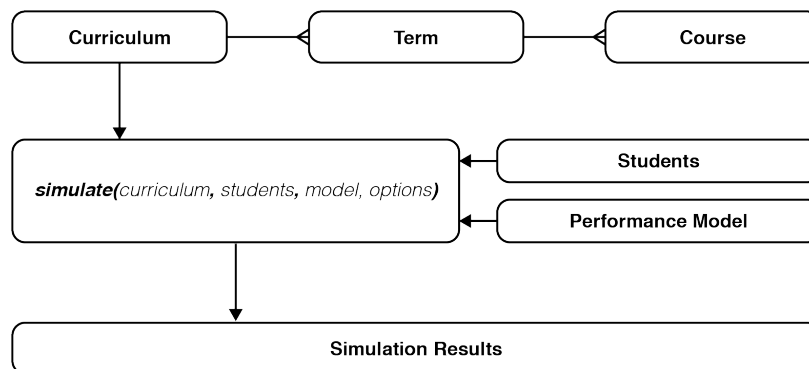 Curriculum
Term
Course
simulate(curriculum, students, model, options)
Students
Performance Model
Simulation Results